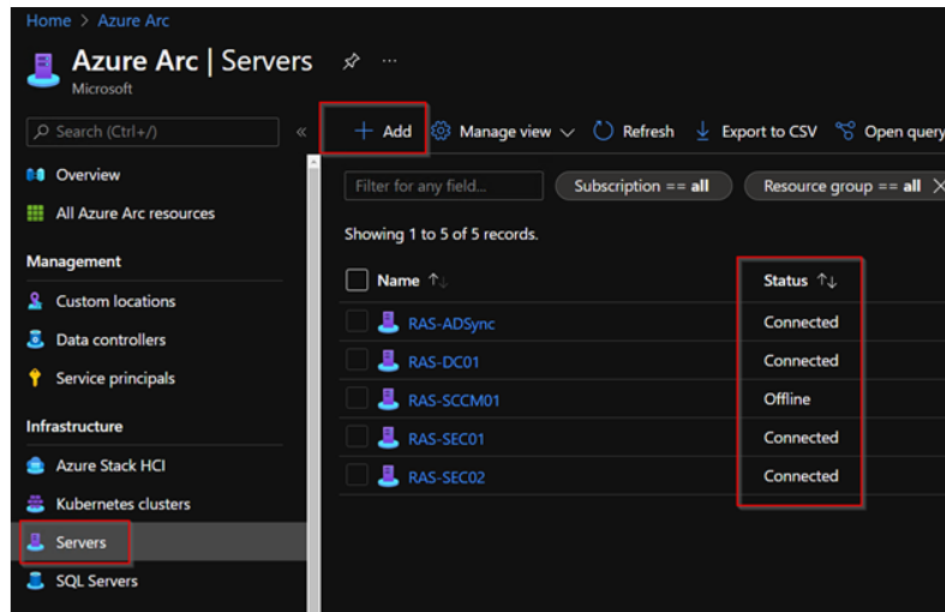 Home > Azure Arc
Azure Arc | Servers ...
Microsoft
Search (Ctrl+/) «
+ Add Manage view Refresh Export to CSV Open query
Overview
All Azure Arc resources
Management
Custom locations
Data controllers
Service principals
Infrastructure
Azure Stack HCI
Kubernetes clusters
Servers
SQL Servers
Filter for any field... Subscription == all Resource group == all ×
Showing 1 to 5 of 5 records.
Name ↑↓ Status ↑↓
RAS-ADSync Connected
RAS-DC01 Connected
RAS-SCCM01 Offline
RAS-SEC01 Connected
RAS-SEC02 Connected